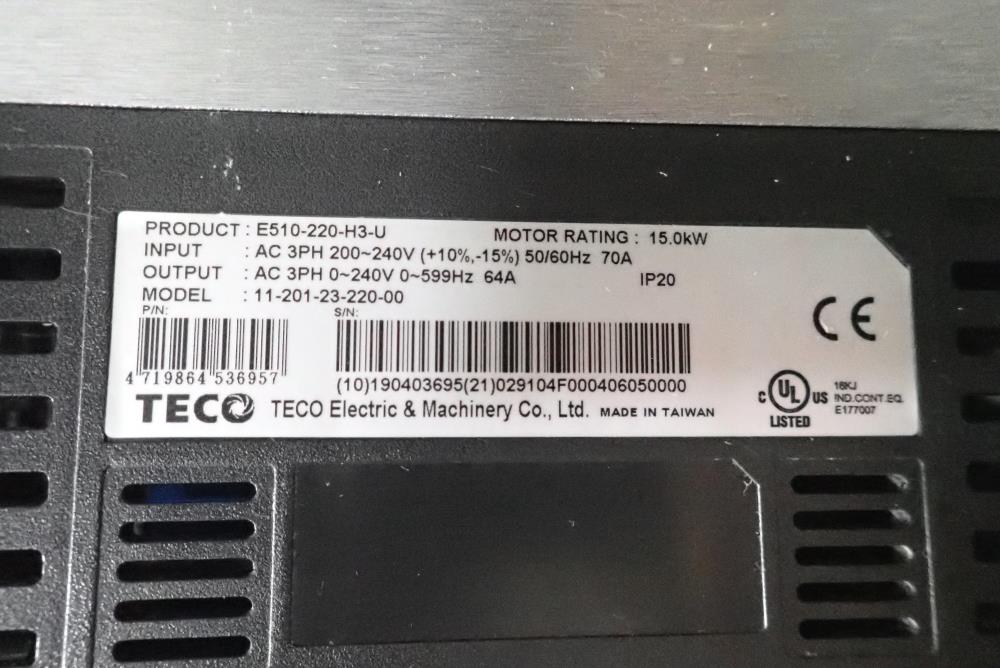 PRODUCT : E510-220-H3-U MOTOR RATING : 15.0kW
INPUT : AC 3PH 200~240V (+10%,-15%) 50/60Hz 70A
OUTPUT : AC 3PH 0~240V 0~599Hz 64A IP20
MODEL : 11-201-23-220-00
P/N: S/N:
4 719864 536957
(10)190403695(21)029104F000406050000
CE
TECO TECO Electric & Machinery Co., Ltd. MADE IN TAIWAN
C UL US
LISTED
16KJ
IND.CONT.EQ.
E177007